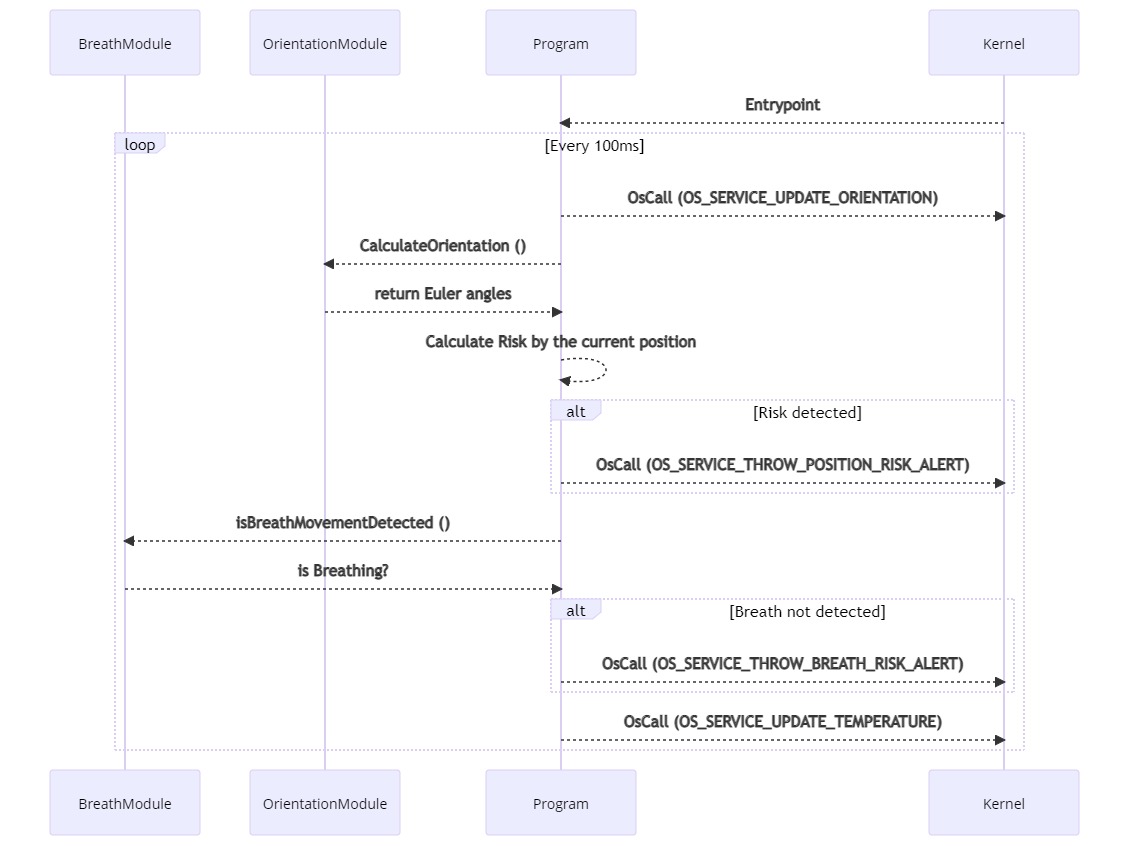 BreathModule
OrientationModule
Program
Kernel
Entrypoint
loop
[Every 100ms]
OsCall (OS_SERVICE_UPDATE_ORIENTATION)
CalculateOrientation ()
return Euler angles
Calculate Risk by the current position
alt
[Risk detected]
OsCall (OS_SERVICE_THROW_POSITION_RISK_ALERT)
isBreathMovementDetected ()
is Breathing?
alt
[Breath not detected]
OsCall (OS_SERVICE_THROW_BREATH_RISK_ALERT)
OsCall (OS_SERVICE_UPDATE_TEMPERATURE)
BreathModule
OrientationModule
Program
Kernel